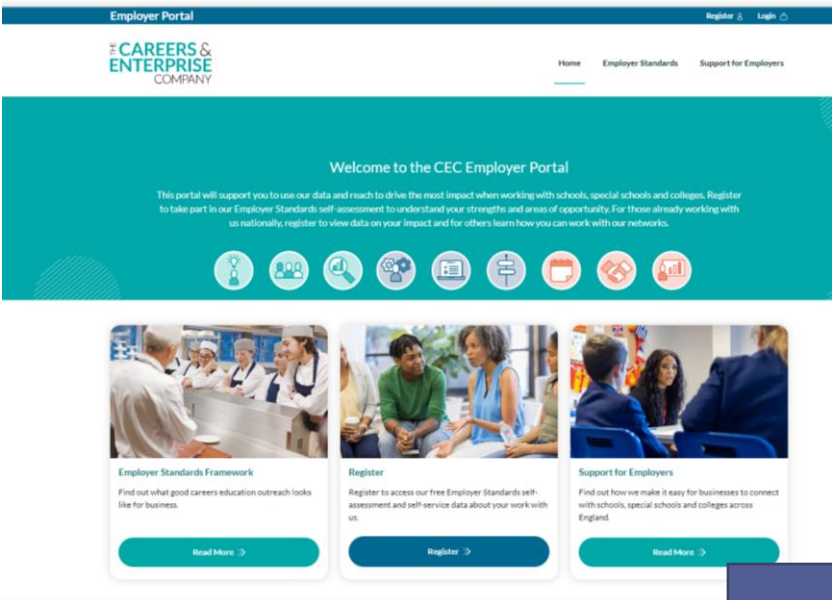 Employer Portal
Register
Login
THE CAREERS &
ENTERPRISE
COMPANY
Home
Employer Standards
Support for Employers
Welcome to the CEC Employer Portal
This portal will support you to use our data and reach to drive the most impact when working with schools, special schools and colleges. Register
to take part in our Employer Standards self-assessment to understand your strengths and areas of opportunity. For those already working with
us nationally, register to view data on your impact and for others learn how you can work with our networks.
Employer Standards Framework
Find out what good careers education outreach looks
like for business.
Read More
Register
Register to access our free Employer Standards self-
assessment and self-service data about your work with
us.
Register
Support for Employers
Find out how we make it easy for businesses to connect
with schools, special schools and colleges across
England.
Read More